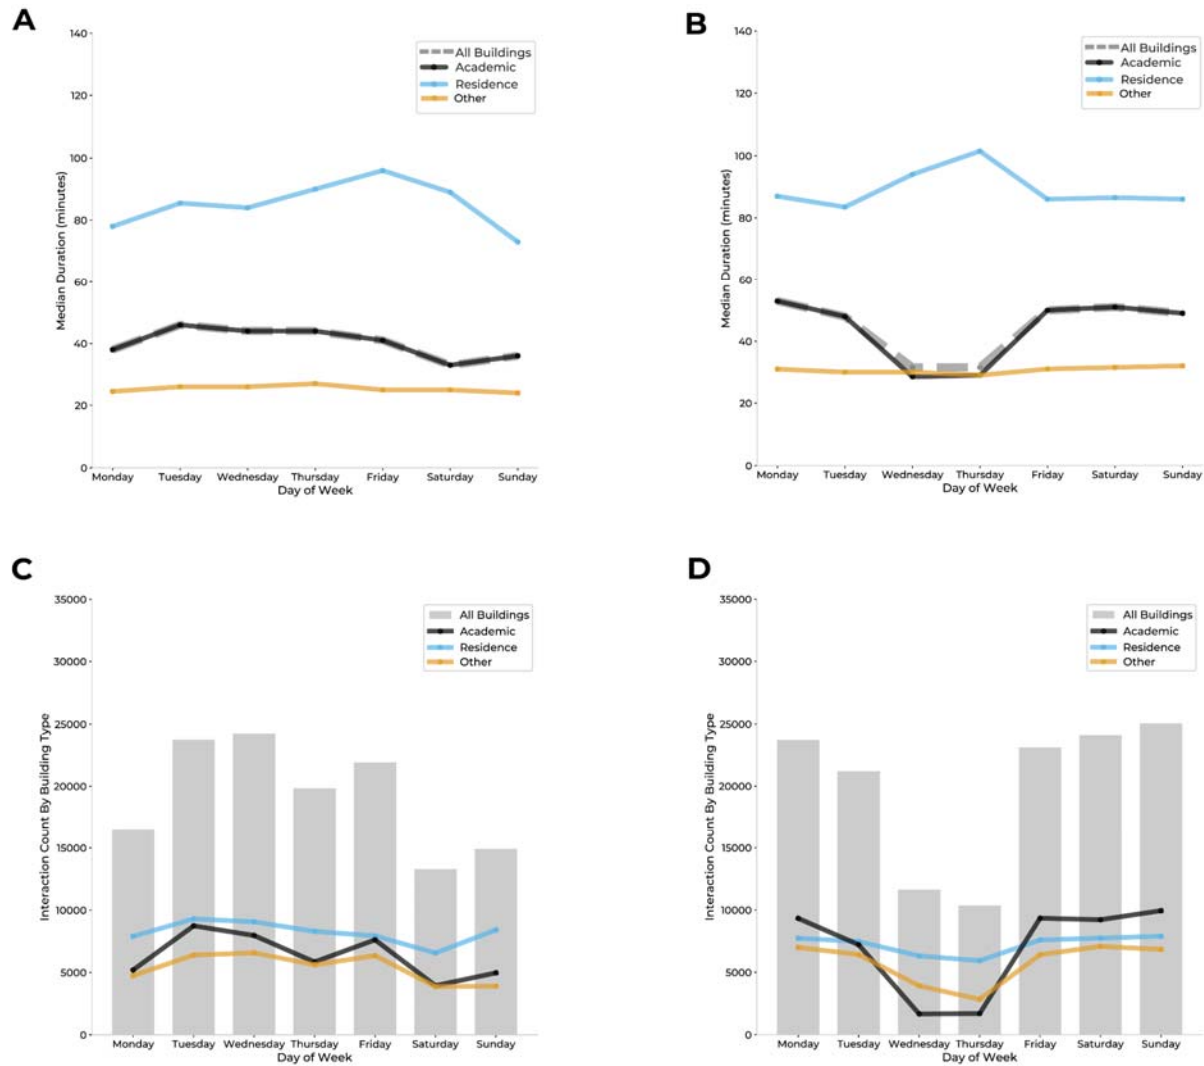 A
Median Duration (minutes)
140
120
100
80
60
40
20
0
All Buildings
Academic
Residence
Other
Monday Tuesday Wednesday Thursday Friday Saturday Sunday
Day of Week
B
Median Duration (minutes)
140
120
100
80
60
40
20
0
All Buildings
Academic
Residence
Other
Monday Tuesday Wednesday Thursday Friday Saturday Sunday
Day of Week
C
Interaction Count By Building Type
35000
30000
25000
20000
15000
10000
5000
0
All Buildings
Academic
Residence
Other
Monday Tuesday Wednesday Thursday Friday Saturday Sunday
Day of Week
D
Interaction Count By Building Type
35000
30000
25000
20000
15000
10000
5000
0
All Buildings
Academic
Residence
Other
Monday Tuesday Wednesday Thursday Friday Saturday Sunday
Day of Week